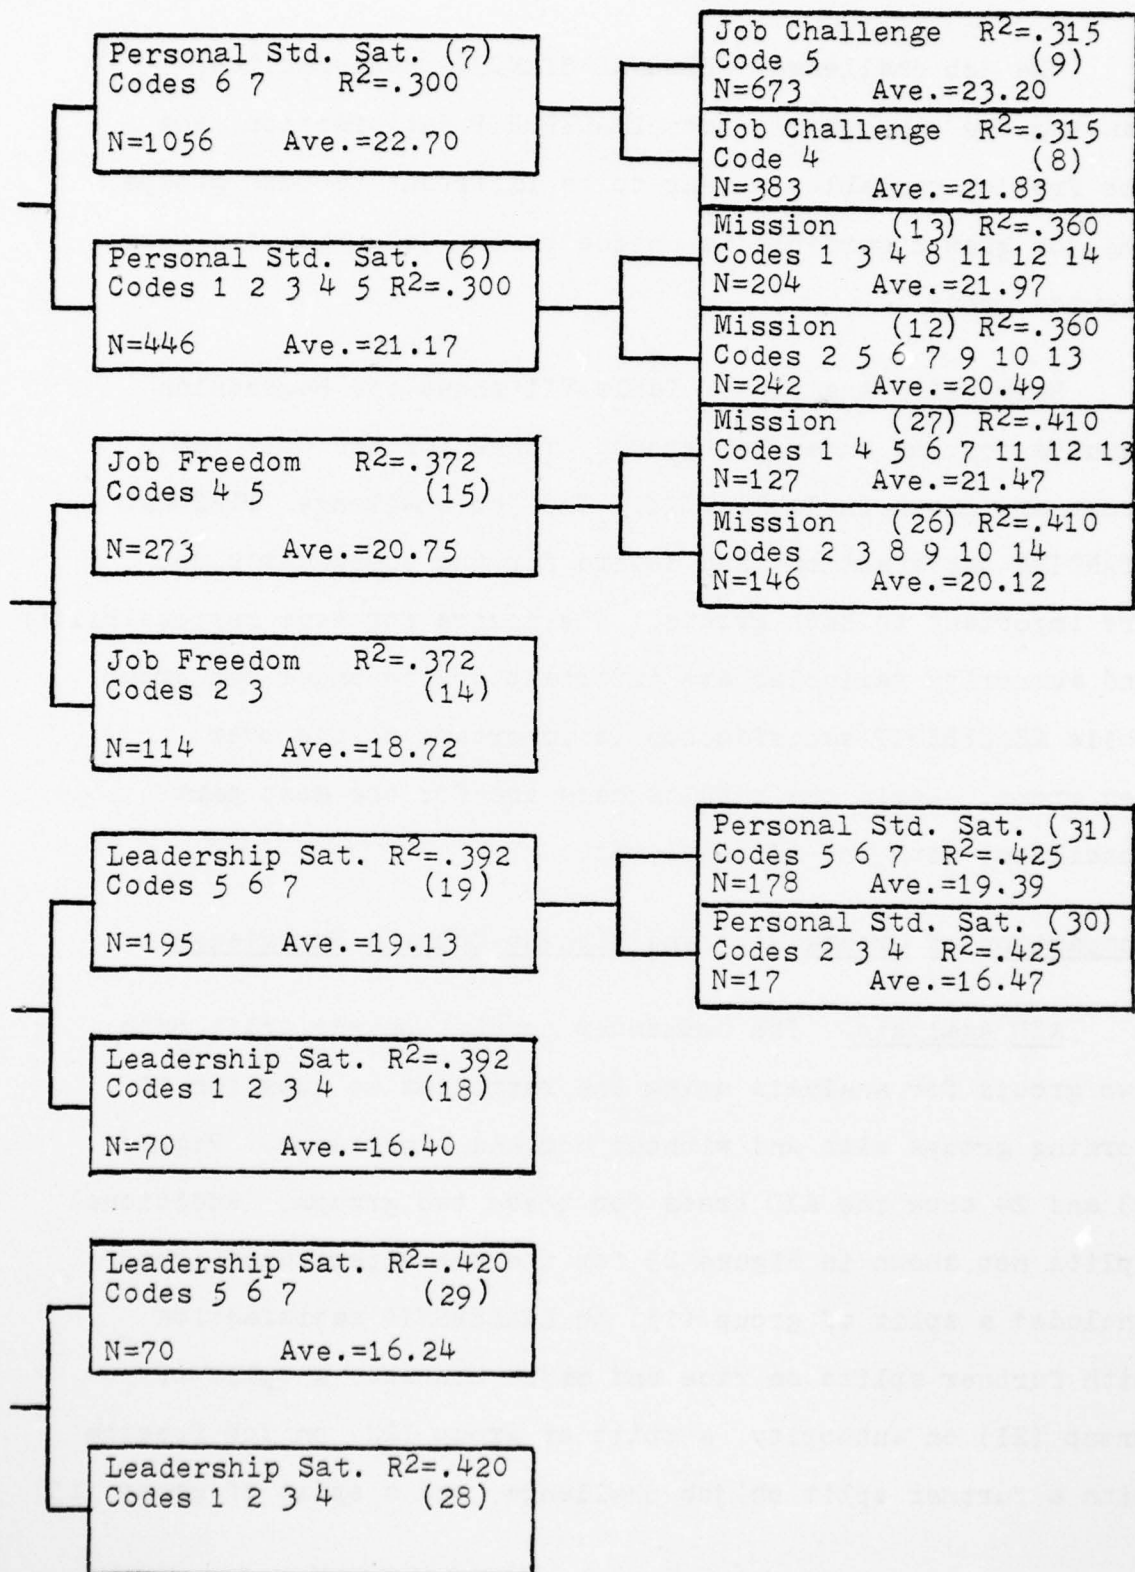 Personal Std. Sat. (7)
Codes 6 7 R²=.300
N=1056 Ave.=22.70
Job Challenge R²=.315
Code 5 (9)
N=673 Ave.=23.20
Job Challenge R²=.315
Code 4 (8)
N=383 Ave.=21.83
Personal Std. Sat. (6)
Codes 1 2 3 4 5 R²=.300
N=446 Ave.=21.17
Mission (13) R²=.360
Codes 1 3 4 8 11 12 14
N=204 Ave.=21.97
Mission (12) R²=.360
Codes 2 5 6 7 9 10 13
N=242 Ave.=20.49
Job Freedom R²=.372
Codes 4 5 (15)
N=273 Ave.=20.75
Mission (27) R²=.410
Codes 1 4 5 6 7 11 12 13
N=127 Ave.=21.47
Mission (26) R²=.410
Codes 2 3 8 9 10 14
N=146 Ave.=20.12
Job Freedom R²=.372
Codes 2 3 (14)
N=114 Ave.=18.72
Leadership Sat. R²=.392
Codes 5 6 7 (19)
N=195 Ave.=19.13
Personal Std. Sat. (31)
Codes 5 6 7 R²=.425
N=178 Ave.=19.39
Personal Std. Sat. (30)
Codes 2 3 4 R²=.425
N=17 Ave.=16.47
Leadership Sat. R²=.392
Codes 1 2 3 4 (18)
N=70 Ave.=16.40
Leadership Sat. R²=.420
Codes 5 6 7 (29)
N=70 Ave.=16.24
Leadership Sat. R²=.420
Codes 1 2 3 4 (28)